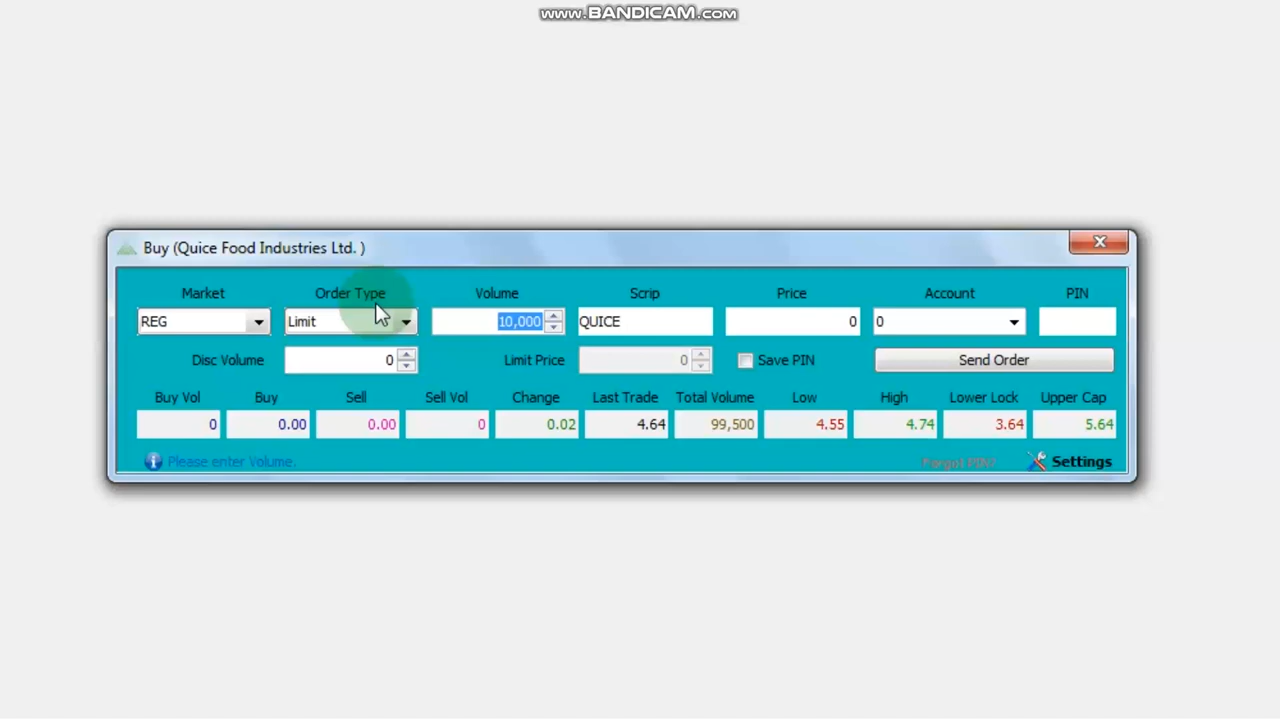 www.BANDICAM.com
Buy (Quice Food Industries Ltd. )
Market Order Type Volume Scrip Price Account PIN
REG Limit 10,000 QUICE 0 0
Disc Volume 0 Limit Price 0 Save PIN Send Order
Buy Vol Buy Sell Sell Vol Change Last Trade Total Volume Low High Lower Lock Upper Cap
0 0.00 0.00 0 0.02 4.64 99,500 4.55 4.74 3.64 5.64
Please enter Volume. Forgot PIN? Settings